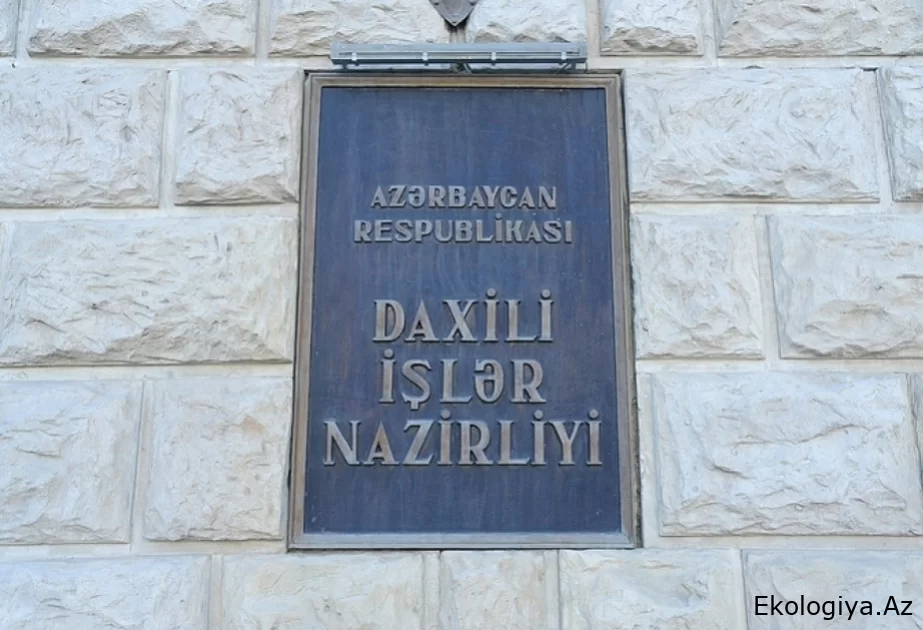 AZƏRBAYCAN
RESPUBLİKASI
DAXİLİ
İŞLƏR
NAZİRLİYİ
Ekologiya.Az